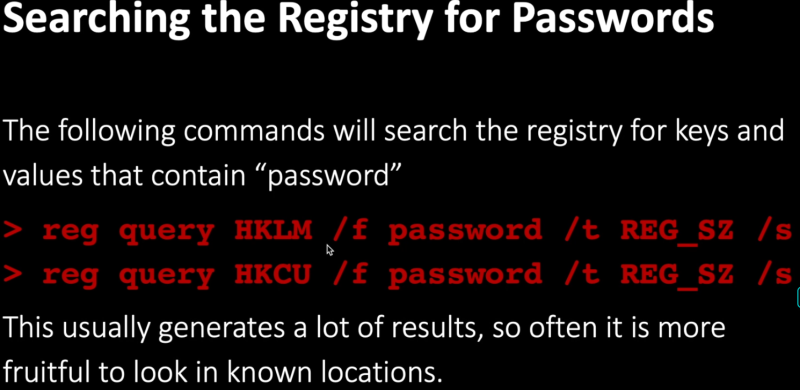 Searching the Registry for Passwords
The following commands will search the registry for keys and
values that contain “password”
> reg query HKLM /f password /t REG_SZ /s
> reg query HKCU /f password /t REG_SZ /s
This usually generates a lot of results, so often it is more
fruitful to look in known locations.